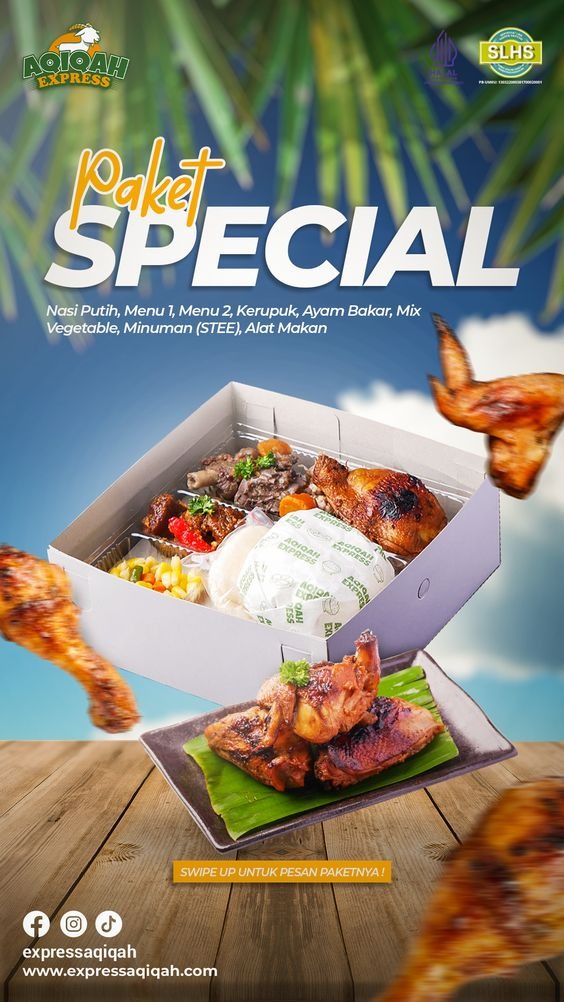 AQIQAH
EXPRESS
HALAL
SLHS
Paket
SPECIAL
Nasi Putih, Menu 1, Menu 2, Kerupuk, Ayam Bakar, Mix
Vegetable, Minuman (STEE), Alat Makan
AQIQAH
EXPRESS
SWIPE UP UNTUK PESAN PAKETNYA !
expressaqiqah
www.expressaqiqah.com